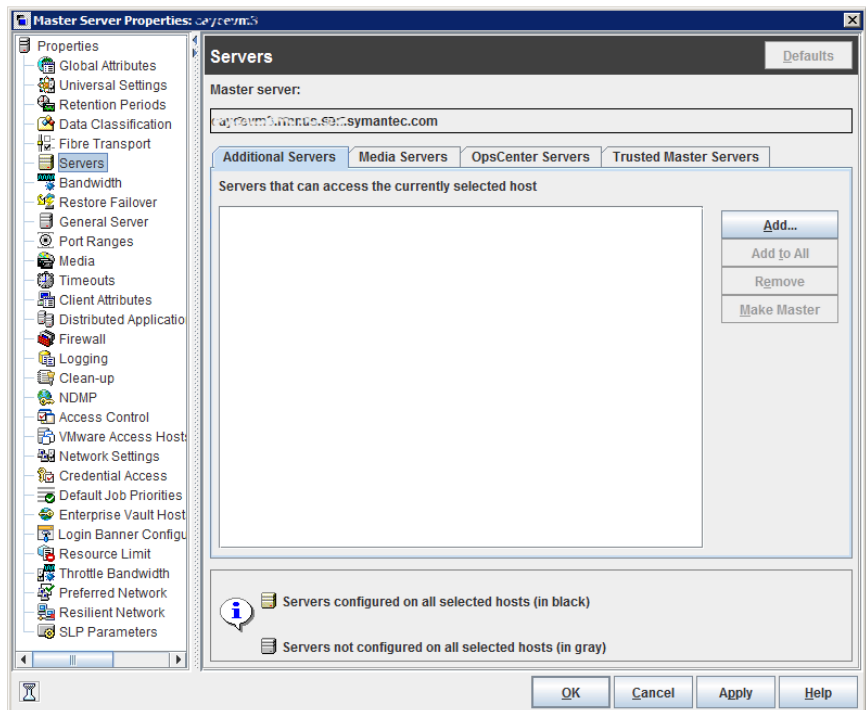 Master Server Properties:
Properties
Global Attributes
Universal Settings
Retention Periods
Data Classification
Fibre Transport
Servers
Bandwidth
Restore Failover
General Server
Port Ranges
Media
Timeouts
Client Attributes
Distributed Applicatio
Firewall
Logging
Clean-up
NDMP
Access Control
VMware Access Hosts
Network Settings
Credential Access
Default Job Priorities
Enterprise Vault Host
Login Banner Configu
Resource Limit
Throttle Bandwidth
Preferred Network
Resilient Network
SLP Parameters
Servers
Defaults
Master server:
symantec.com
Additional Servers
Media Servers
OpsCenter Servers
Trusted Master Servers
Servers that can access the currently selected host
Add...
Add to All
Remove
Make Master
Servers configured on all selected hosts (in black)
Servers not configured on all selected hosts (in gray)
OK
Cancel
Apply
Help